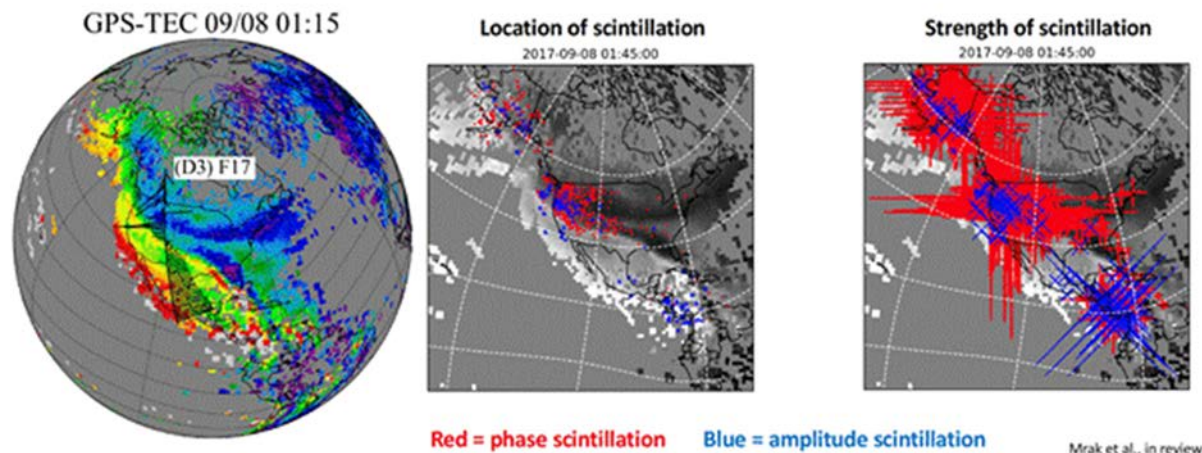 GPS-TEC 09/08 01:15
(D3) F17
Location of scintillation
2017-09-08 01:45:00
Strength of scintillation
2017-09-08 01:45:00
Red = phase scintillation Blue = amplitude scintillation
Mrak et al., in review